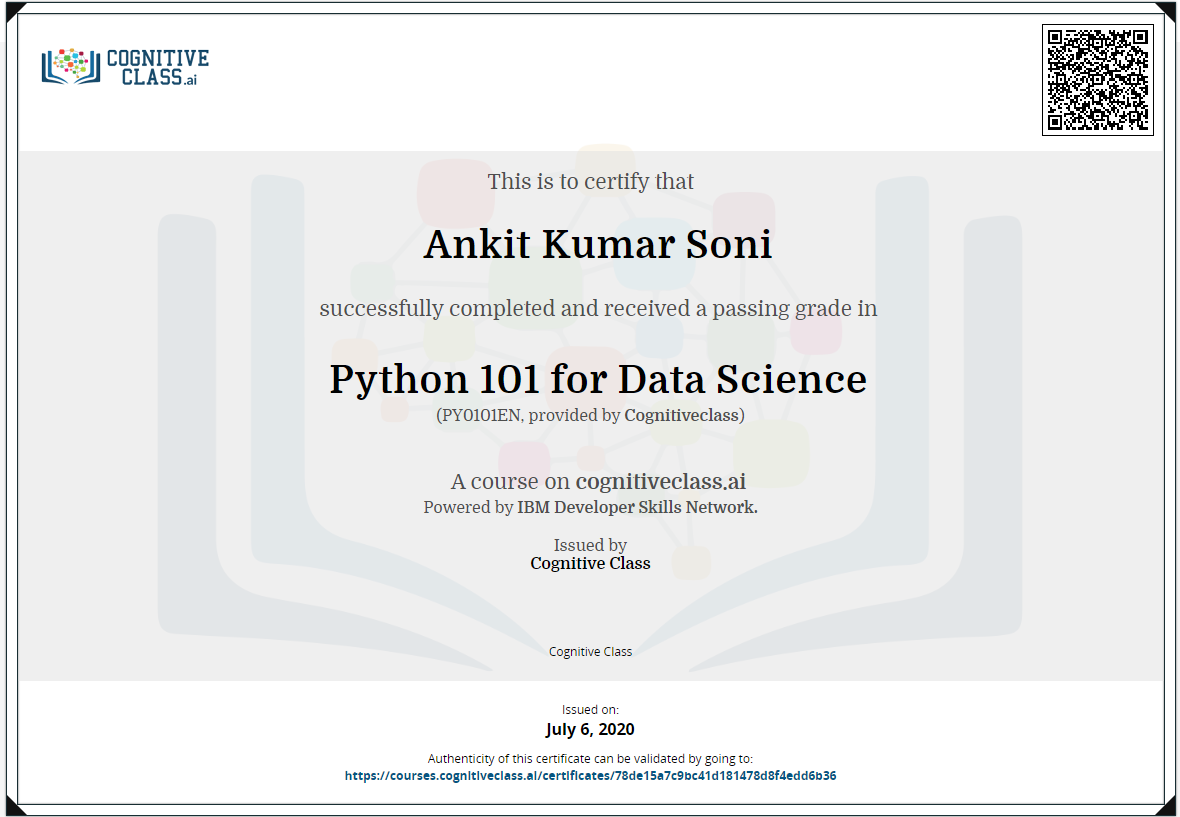 COGNITIVE
CLASS.ai
This is to certify that
Ankit Kumar Soni
successfully completed and received a passing grade in
Python 101 for Data Science
(PY0101EN, provided by Cognitiveclass)
A course on cognitiveclass.ai
Powered by IBM Developer Skills Network.
Issued by
Cognitive Class
Cognitive Class
Issued on:
July 6, 2020
Authenticity of this certificate can be validated by going to:
https://courses.cognitiveclass.ai/certificates/78de15a7c9bc41d181478d8f4edd6b36